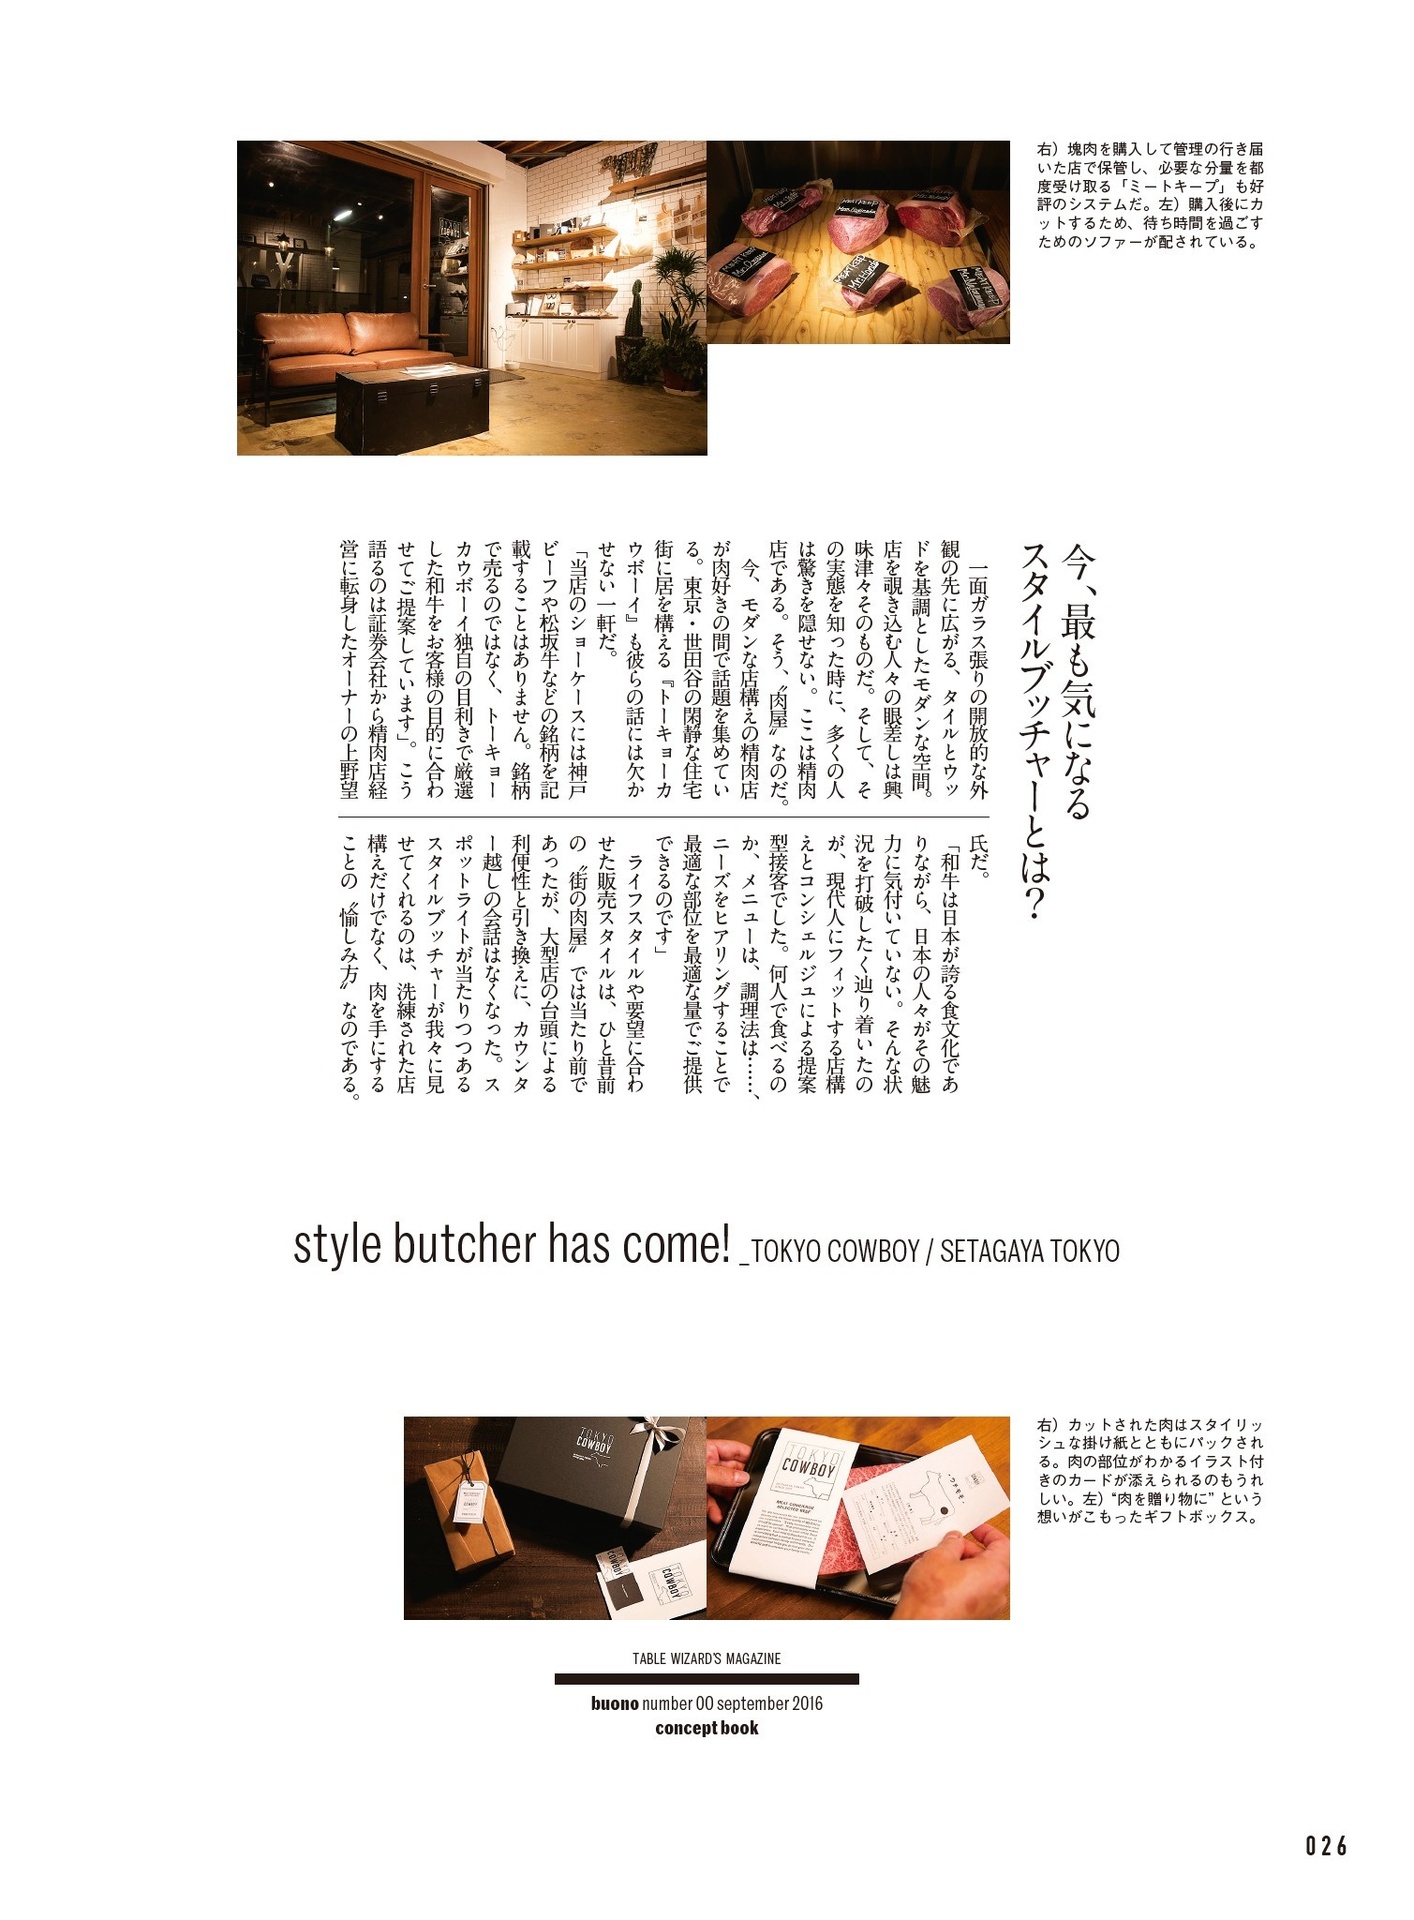 右）塊肉を購入して管理の行き届
いた店で保管し、必要な分量を都
度受け取る「ミートキープ」も好
評のシステムだ。左）購入後にカ
ットするため、待ち時間を過ごす
ためのソファーが配されている。
今、最も気になる
スタイルブッチャーとは？
一面ガラス張りの開放的な外
観の先に広がる、タイルとウッ
ドを基調としたモダンな空間。
店を覗き込む人々の眼差しは興
味津々そのものだ。そして、そ
の実態を知った時に、多くの人
は驚きを隠せない。ここは精肉
店である。そう、〝肉屋〟なのだ。
今、モダンな店構えの精肉店
が肉好きの間で話題を集めてい
る。東京・世田谷の閑静な住宅
街に居を構える『トーキョーカ
ウボーイ』も彼らの話には欠か
せない一軒だ。
「当店のショーケースには神戸
ビーフや松坂牛などの銘柄を記
載することはありません。銘柄
で売るのではなく、トーキョー
カウボーイ独自の目利きで厳選
した和牛をお客様の目的に合わ
せてご提案しています」。こう
語るのは証券会社から精肉店経
営に転身したオーナーの上野望
氏だ。
「和牛は日本が誇る食文化であ
りながら、日本の人々がその魅
力に気付いていない。そんな状
況を打破したく辿り着いたの
が、現代人にフィットする店構
えとコンシェルジュによる提案
型接客でした。何人で食べるの
か、メニューは、調理法は……、
ニーズをヒアリングすることで
最適な部位を最適な量でご提供
できるのです」
ライフスタイルや要望に合わ
せた販売スタイルは、ひと昔前
の〝街の肉屋〟では当たり前で
あったが、大型店の台頭による
利便性と引き換えに、カウンタ
ー越しの会話はなくなった。ス
ポットライトが当たりつつある
スタイルブッチャーが我々に見
せてくれるのは、洗練された店
構えだけでなく、肉を手にする
ことの〝愉しみ方〟なのである。
style butcher has come! _TOKYO COWBOY / SETAGAYA TOKYO
右）カットされた肉はスタイリッ
シュな掛け紙とともにパックされ
る。肉の部位がわかるイラスト付
きのカードが添えられるのもうれ
しい。左）“肉を贈り物に” という
想いがこもったギフトボックス。
TOKYO
COWBOY
COWBOY
TOKYO
COWBOY
TOKYO
COWBOY
ウチモモ
TABLE WIZARD'S MAGAZINE
buono number 00 september 2016
concept book
026